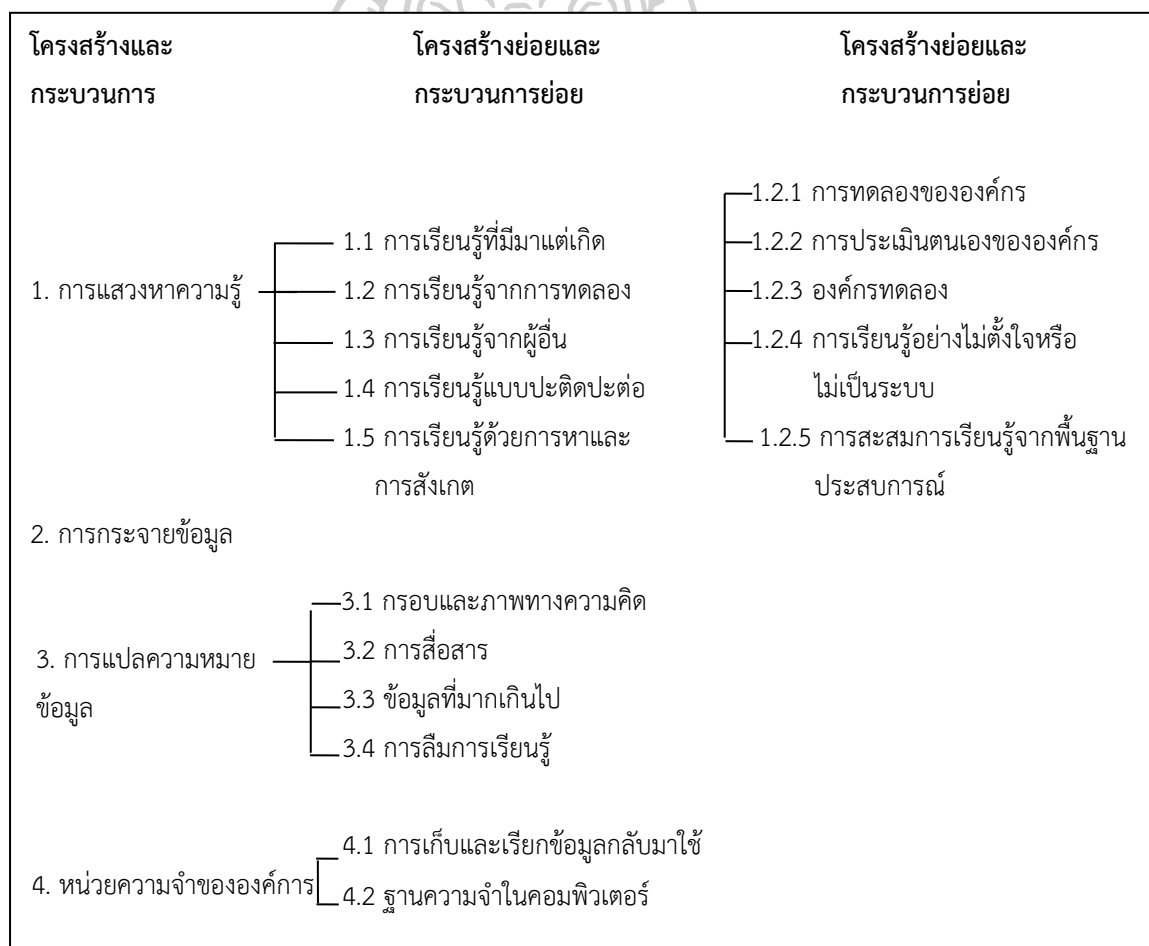 โครงสร้างและ
กระบวนการ
โครงสร้างย่อยและ
กระบวนการย่อย
โครงสร้างย่อยและ
กระบวนการย่อย
1. การแสวงหาความรู้
1.1 การเรียนรู้ที่มีมาแต่เกิด
1.2 การเรียนรู้จากการทดลอง
1.3 การเรียนรู้จากผู้อื่น
1.4 การเรียนรู้แบบปะติดปะต่อ
1.5 การเรียนรู้ด้วยการหาและ
การสังเกต
1.2.1 การทดลองขององค์กร
1.2.2 การประเมินตนเองขององค์กร
1.2.3 องค์กรทดลอง
1.2.4 การเรียนรู้อย่างไม่ตั้งใจหรือ
ไม่เป็นระบบ
1.2.5 การสะสมการเรียนรู้จากพื้นฐาน
ประสบการณ์
2. การกระจายข้อมูล
3. การแปลความหมาย
ข้อมูล
3.1 กรอบและภาพทางความคิด
3.2 การสื่อสาร
3.3 ข้อมูลที่มากเกินไป
3.4 การลืมการเรียนรู้
4. หน่วยความจำขององค์การ
4.1 การเก็บและเรียกข้อมูลกลับมาใช้
4.2 ฐานความจำในคอมพิวเตอร์